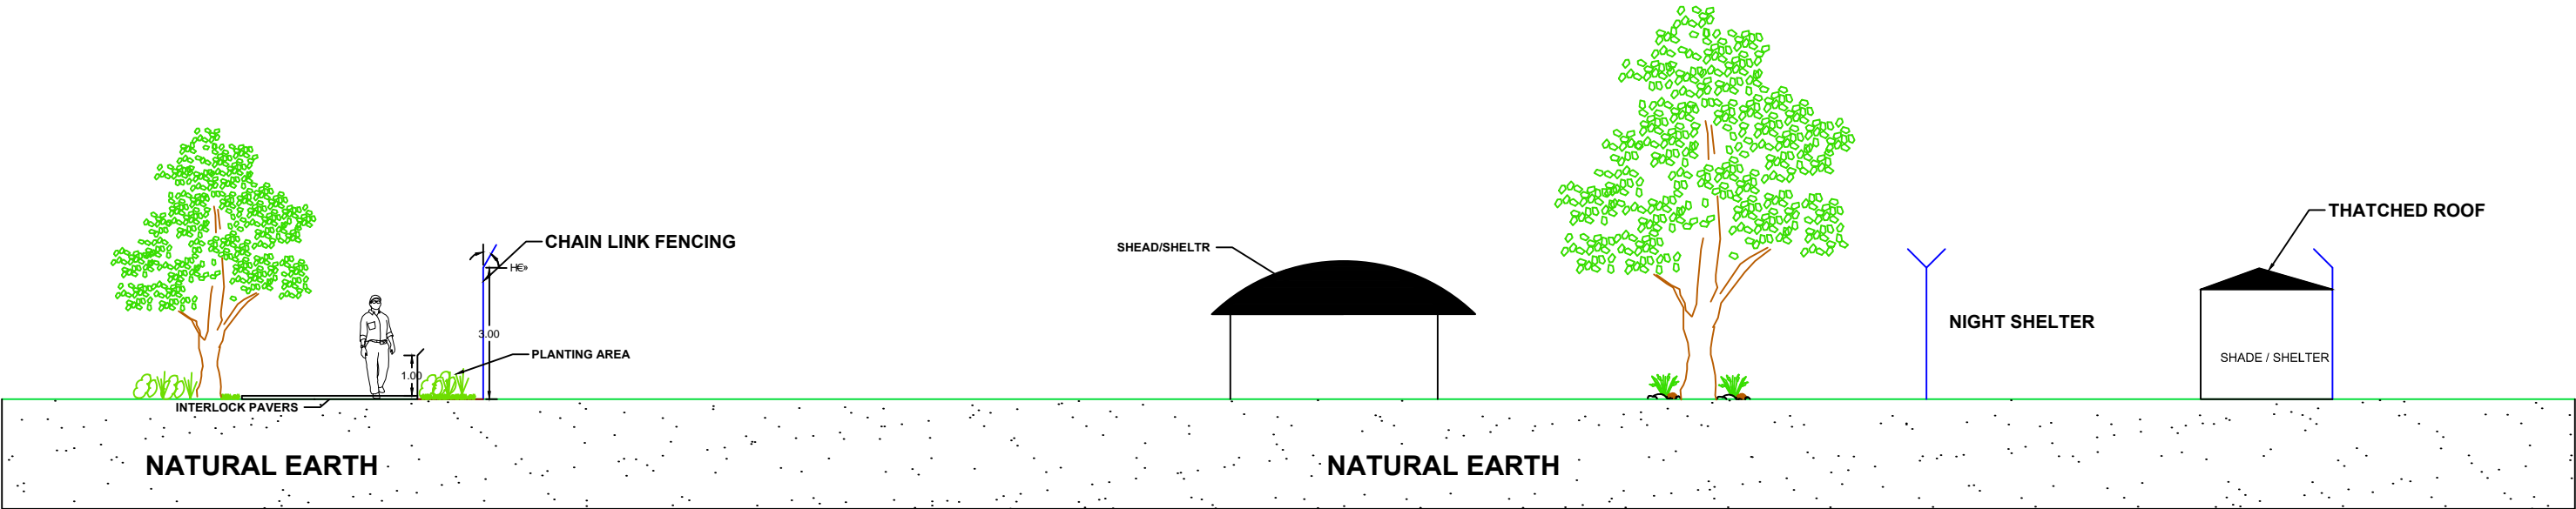 THATCHED ROOF
CHAIN LINK FENCING
SHEAD/SHELTR
3.00
NIGHT SHELTER
PLANTING AREA
SHADE / SHELTER
1.00
INTERLOCK PAVERS
NATURAL EARTH
NATURAL EARTH